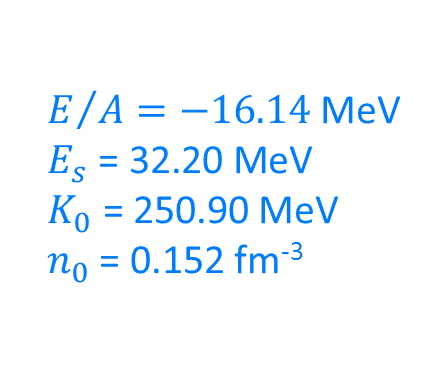 E/A = −16.14 MeV
Eₛ = 32.20 MeV
K₀ = 250.90 MeV
n₀ = 0.152 fm⁻³